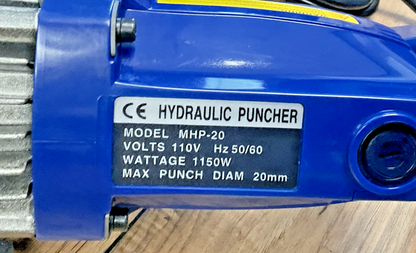 CE HYDRAULIC PUNCHER
MODEL MHP-20
VOLTS 110V Hz 50/60
WATTAGE 1150W
MAX PUNCH DIAM 20mm